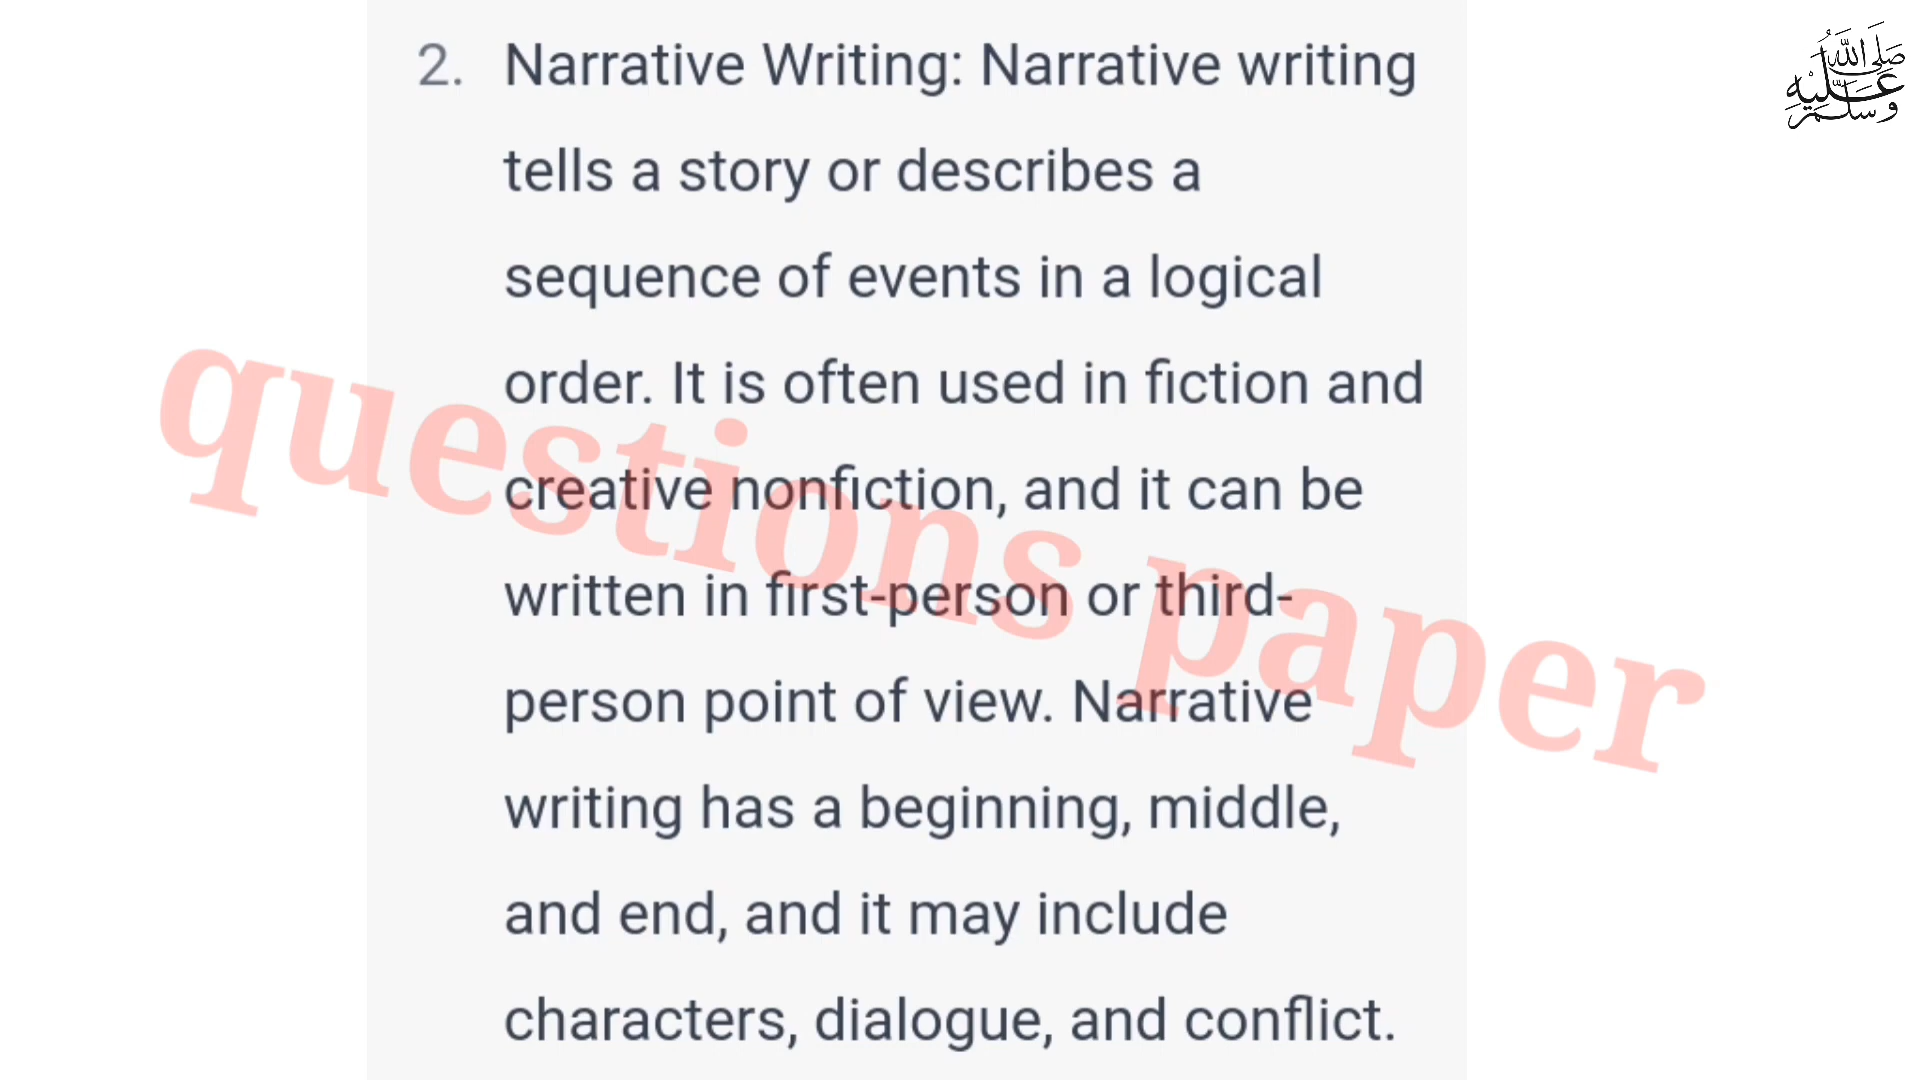 2. Narrative Writing: Narrative writing
tells a story or describes a
sequence of events in a logical
order. It is often used in fiction and
creative nonfiction, and it can be
written in first-person or third-
person point of view. Narrative
writing has a beginning, middle,
and end, and it may include
characters, dialogue, and conflict.
questions paper
صَلَّى اللّٰهُ
عَلَيْهِ
وَسَلَّمَ